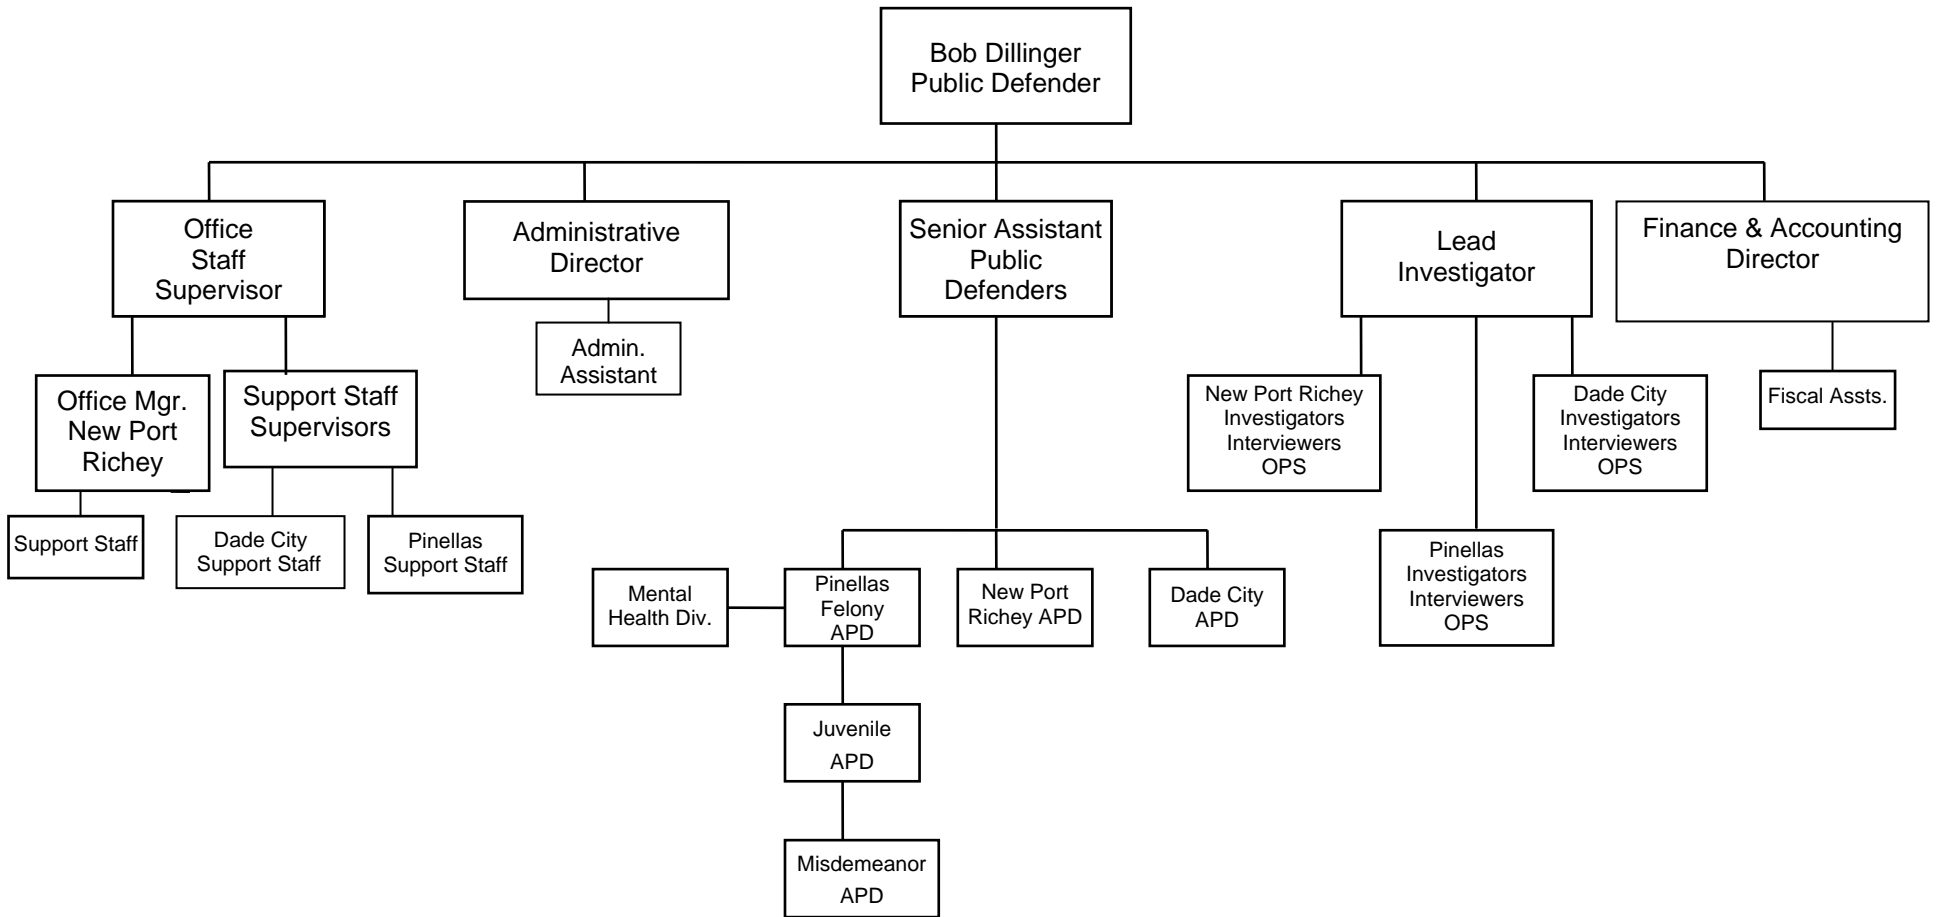 Bob Dillinger
Public Defender
Office
Staff
Supervisor
Administrative
Director
Senior Assistant
Public
Defenders
Lead
Investigator
Finance & Accounting
Director
Admin.
Assistant
Office Mgr.
New Port
Richey
Support Staff
Supervisors
New Port Richey
Investigators
Interviewers
OPS
Dade City
Investigators
Interviewers
OPS
Fiscal Assts.
Support Staff
Dade City
Support Staff
Pinellas
Support Staff
Pinellas
Investigators
Interviewers
OPS
Mental
Health Div.
Pinellas
Felony
APD
New Port
Richey APD
Dade City
APD
Juvenile
APD
Misdemeanor
APD